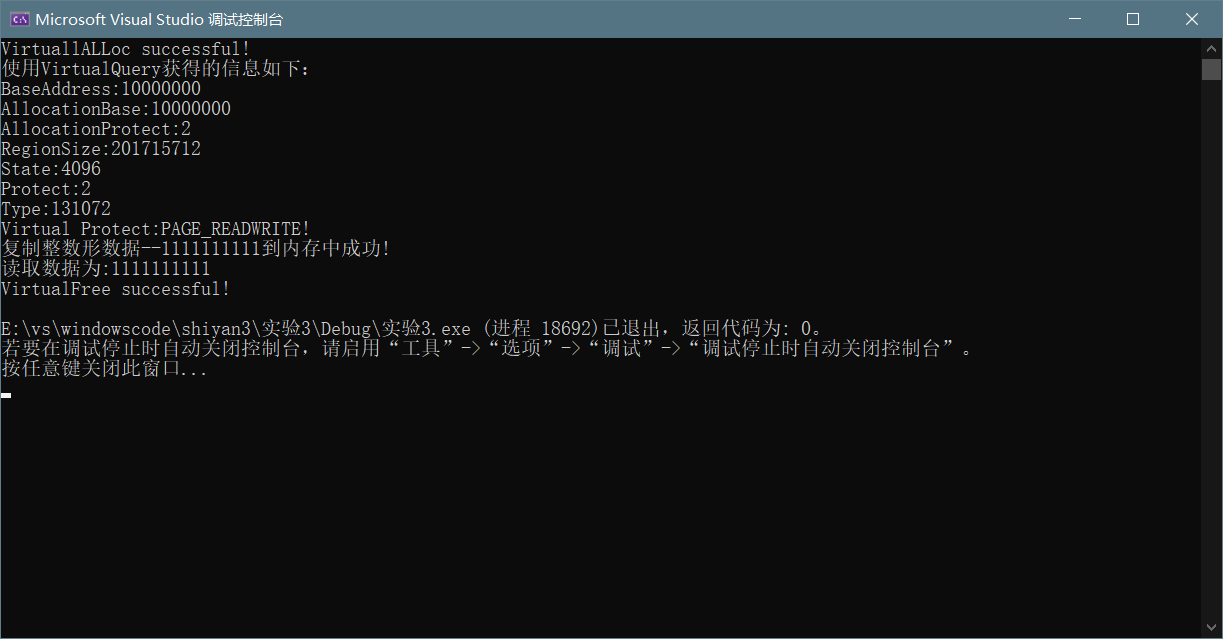 Microsoft Visual Studio 调试控制台
VirtuallALLoc successful!
使用VirtualQuery获得的信息如下:
BaseAddress:10000000
AllocationBase:10000000
AllocationProtect:2
RegionSize:201715712
State:4096
Protect:2
Type:131072
Virtual Protect:PAGE_READWRITE!
复制整数形数据--1111111111到内存中成功!
读取数据为:1111111111
VirtualFree successful!
E:\vs\windowscode\shiyan3\实验3\Debug\实验3.exe (进程 18692)已退出，返回代码为: 0。
若要在调试停止时自动关闭控制台，请启用“工具”->“选项”->“调试”->“调试停止时自动关闭控制台”。
按任意键关闭此窗口...